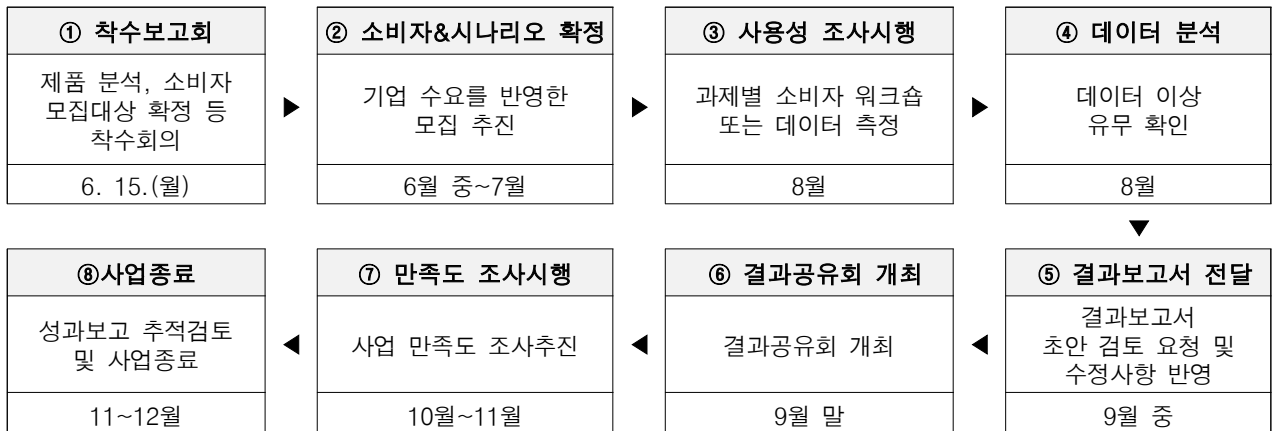 ① 착수보고회
제품 분석, 소비자
모집대상 확정 등
착수회의
6. 15.(월)
▶
② 소비자&시나리오 확정
기업 수요를 반영한
모집 추진
6월 중~7월
▶
③ 사용성 조사시행
과제별 소비자 워크숍
또는 데이터 측정
8월
▶
④ 데이터 분석
데이터 이상
유무 확인
8월
▼
⑤ 결과보고서 전달
결과보고서
초안 검토 요청 및
수정사항 반영
9월 중
◀
⑥ 결과공유회 개최
결과공유회 개최
9월 말
◀
⑦ 만족도 조사시행
사업 만족도 조사추진
10월~11월
◀
⑧사업종료
성과보고 추적검토
및 사업종료
11~12월